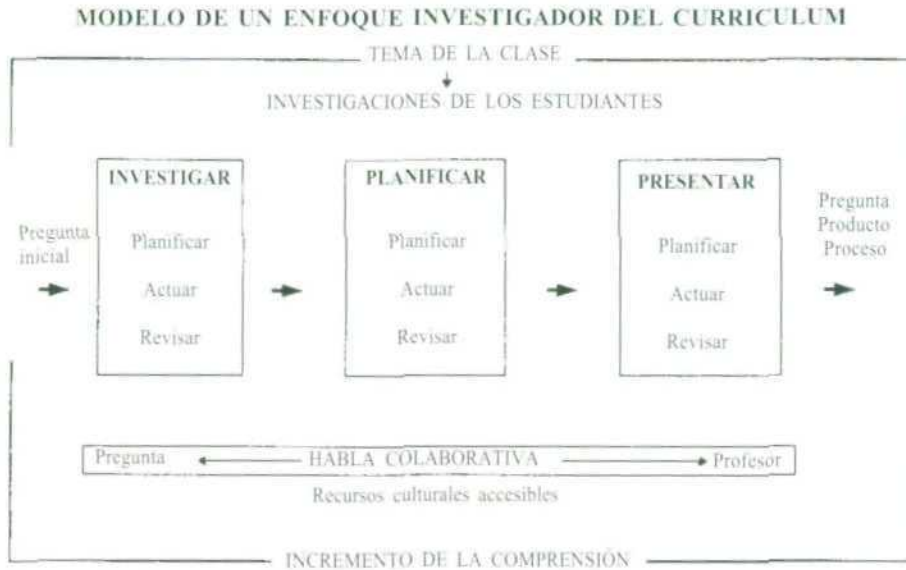 MODELO DE UN ENFOQUE INVESTIGADOR DEL CURRICULUM
TEMA DE LA CLASE
INVESTIGACIONES DE LOS ESTUDIANTES
Pregunta
inicial
INVESTIGAR
Planificar
Actuar
Revisar
PLANIFICAR
Planificar
Actuar
Revisar
PRESENTAR
Planificar
Actuar
Revisar
Pregunta
Producto
Proceso
Pregunta HABLA COLABORATIVA Profesor
Recursos culturales accesibles
INCREMENTO DE LA COMPRENSIÓN